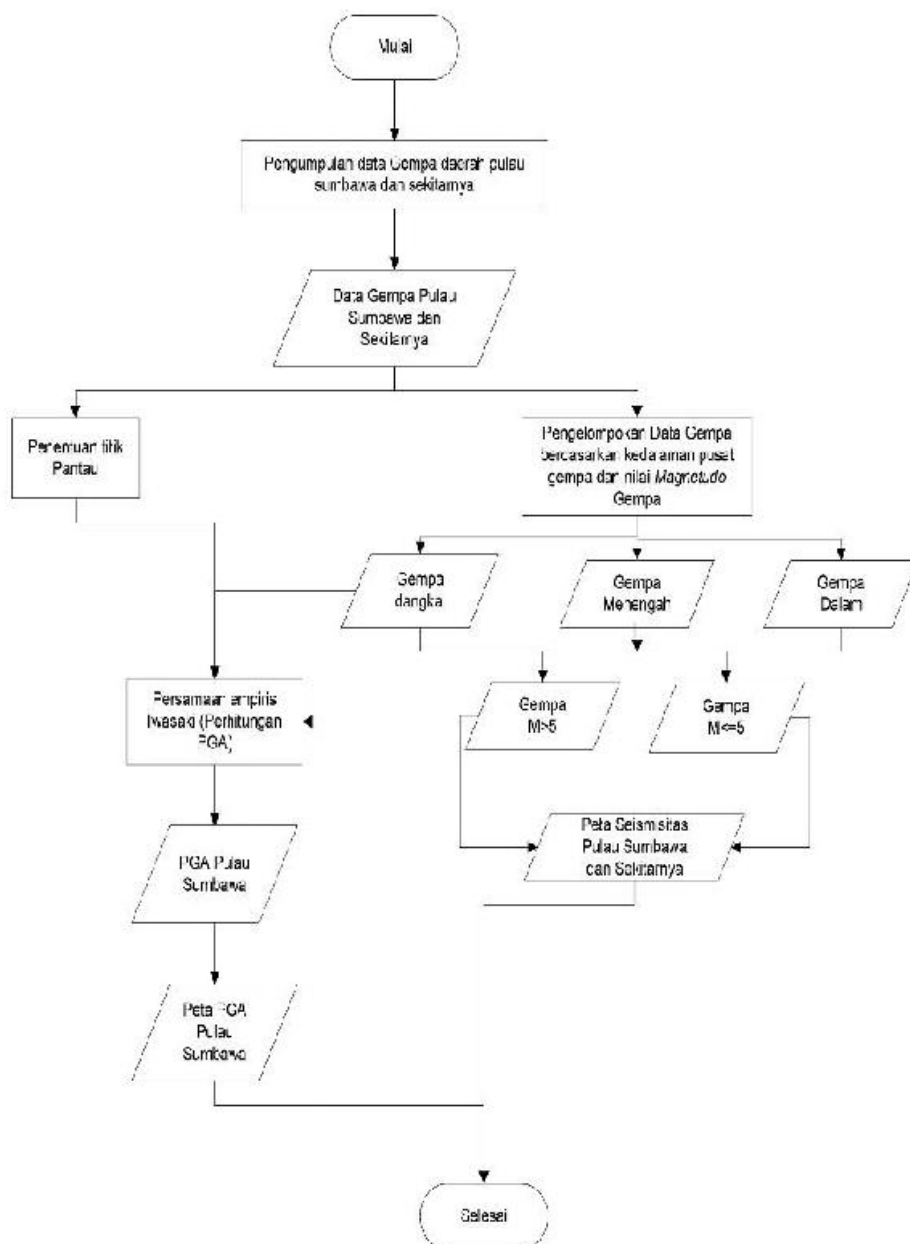 Mulai
Pengumpulan data Gempa daerah pulau
sumbawa dan sekitarnya
Data Gempa Pulau
Sumbawa dan
Sekitarnya
Penentuan titik
Pantau
Pengelompokan Data Gempa
berdasarkan kedalaman pusat
gempa dan nilai Magnetudo
Gempa
Gempa
dangka
Gempa
Menengah
Gempa
Dalam
Persamaan empiris
Iwasaki (Perhitungan
PGA)
Gempa
M>5
Gempa
M<=5
PGA Pulau
Sumbawa
Peta Seismisitas
Pulau Sumbawa
dan Sekitarnya
Peta PGA
Pulau
Sumbawa
Selesai